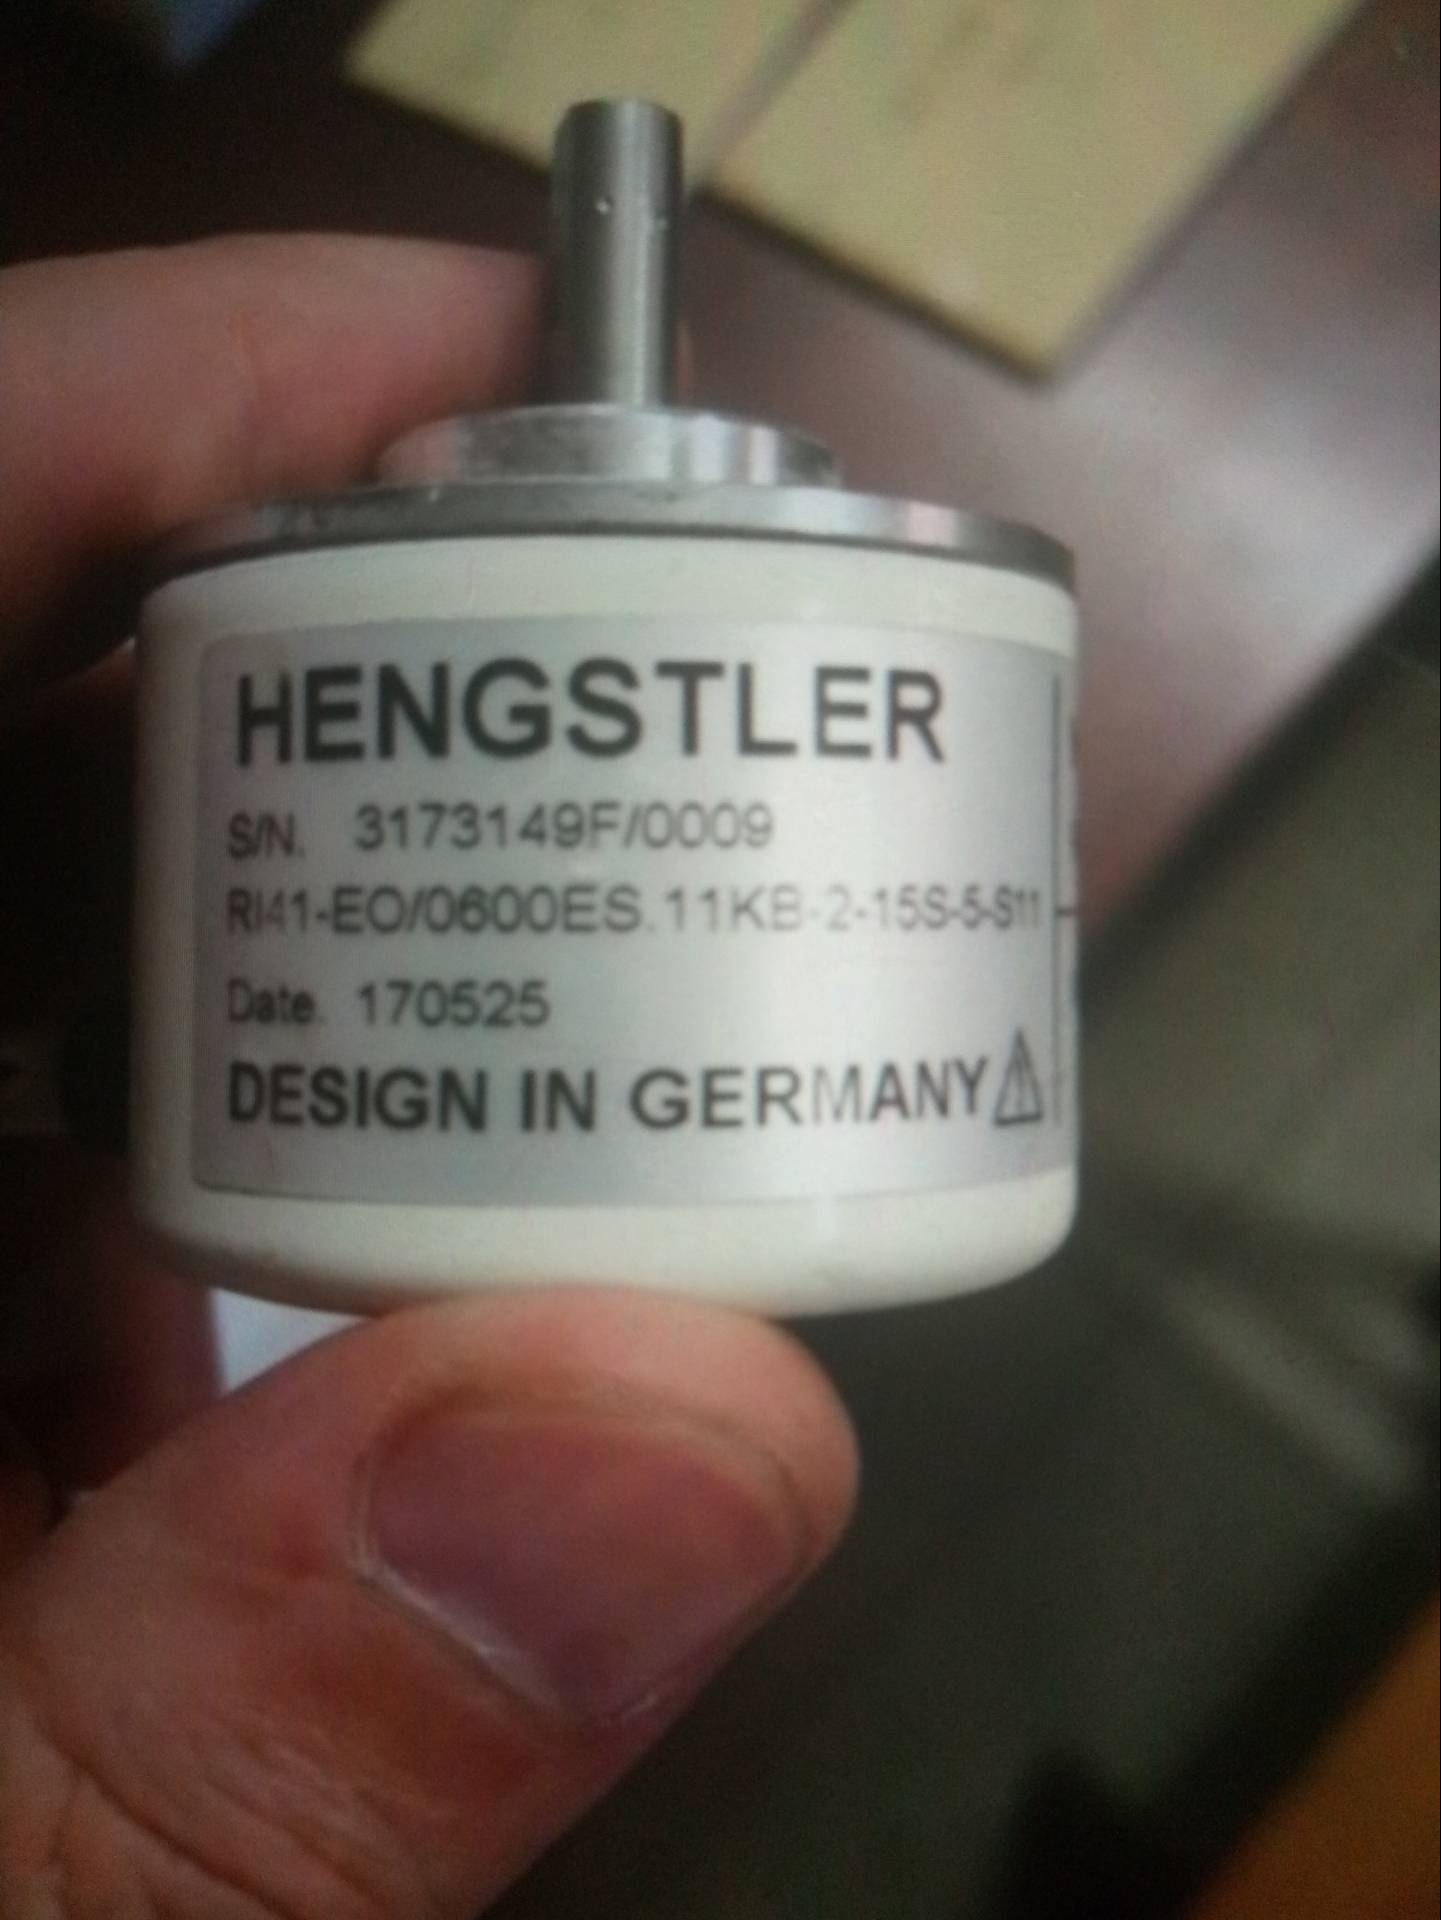 HENGSTLER
S/N. 3173149F/0009
RI41-EO/0600ES.11KB-2-15S-5-S11
Date. 170525
DESIGN IN GERMANY